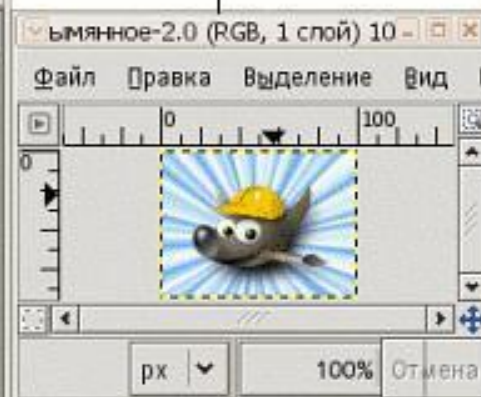 ымянное-2.0 (RGB, 1 слой) 10
Файл Правка Выделение Вид
0 100
0
px 100% Отмена